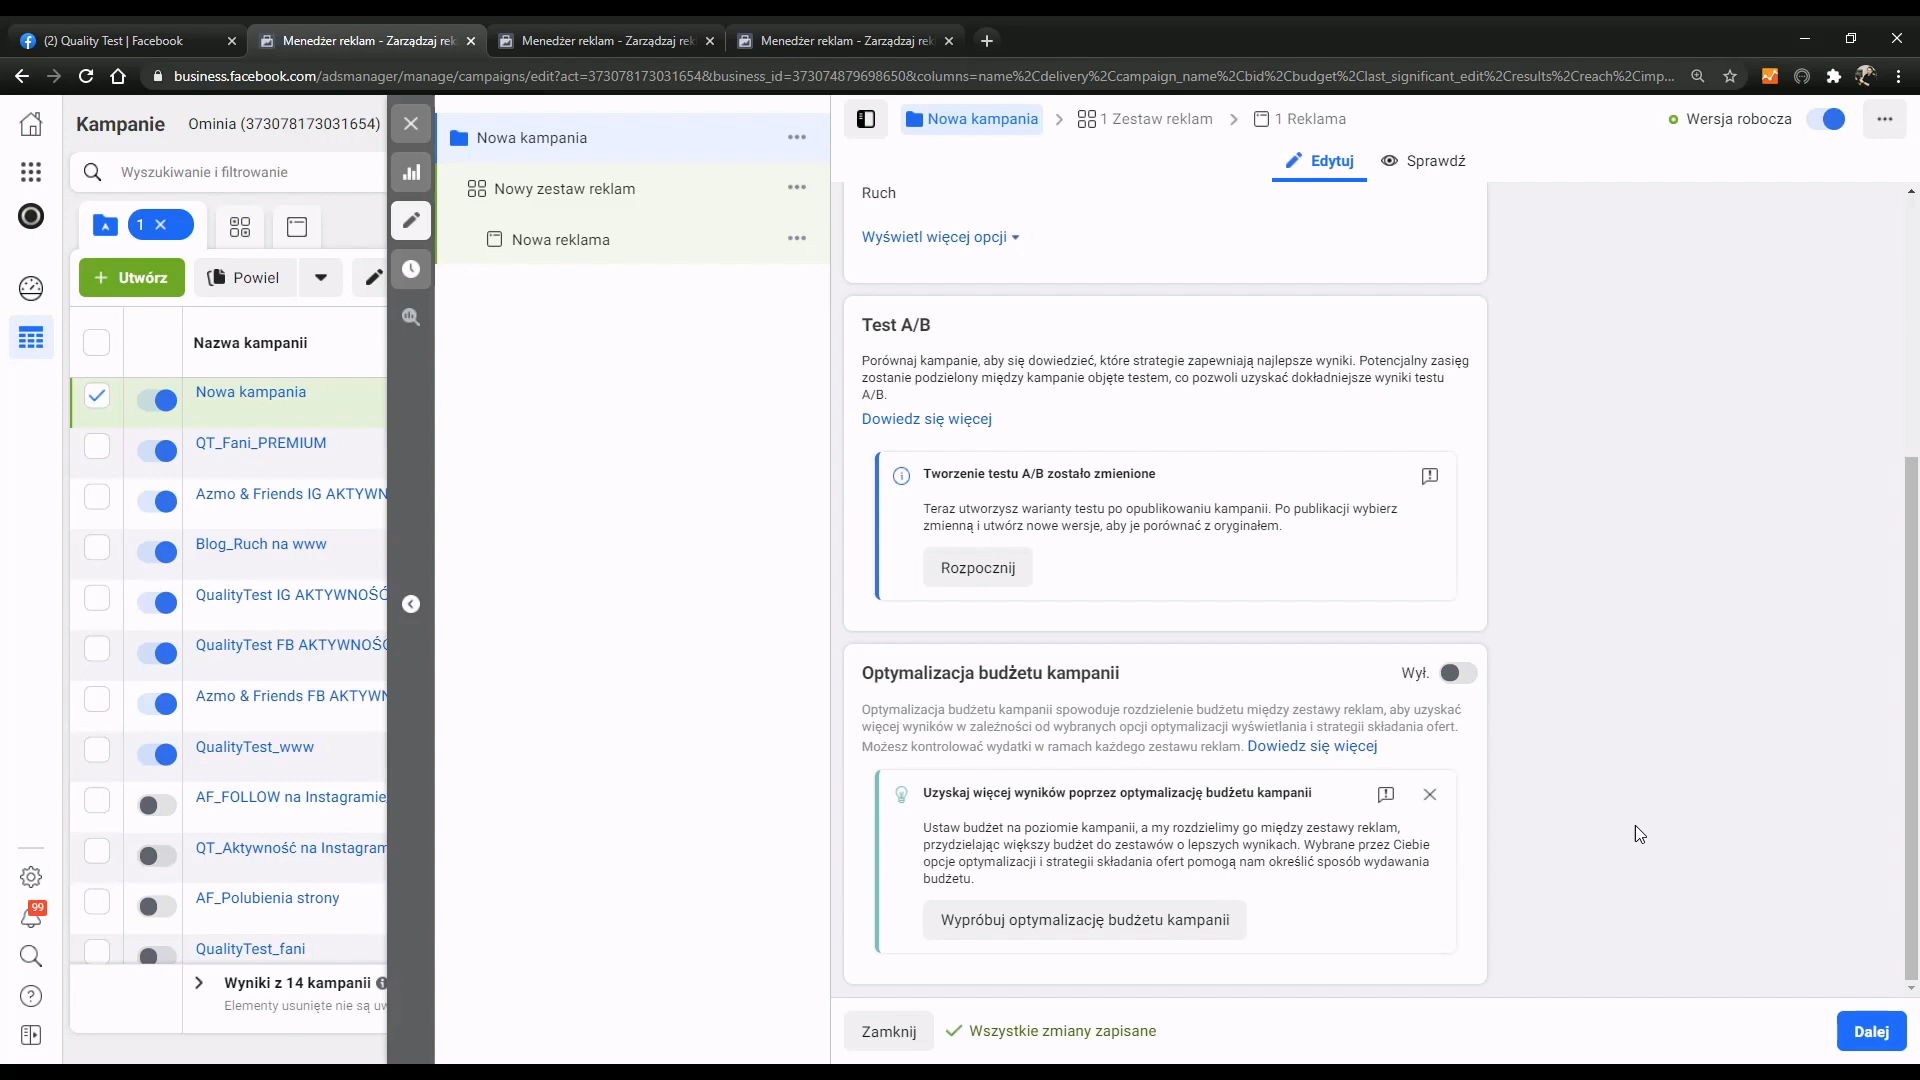 (2) Quality Test | Facebook
Menedżer reklam - Zarządzaj rek
Menedżer reklam - Zarządzaj rek
Menedżer reklam - Zarządzaj rek
business.facebook.com/adsmanager/manage/campaigns/edit?act=373078173031654&business_id=373074879698650&columns=name%2Cdelivery%2Ccampaign_name%2Cbid%2Cbudget%2Clast_significant_edit%2Cresults%2Creach%2Cimp...
Kampanie
Ominia (373078173031654)
Wyszukiwanie i filtrowanie
1
+ Utwórz
Powiel
Nazwa kampanii
Nowa kampania
QT_Fani_PREMIUM
Azmo & Friends IG AKTYWN
Blog_Ruch na www
QualityTest IG AKTYWNOŚĆ
QualityTest FB AKTYWNOŚĆ
Azmo & Friends FB AKTYWN
QualityTest_www
AF_FOLLOW na Instagramie
QT_Aktywność na Instagram
AF_Polubienia strony
QualityTest_fani
Wyniki z 14 kampanii
Elementy usunięte nie są uw
99
Nowa kampania
Nowy zestaw reklam
Nowa reklama
Nowa kampania
1 Zestaw reklam
1 Reklama
Wersja robocza
Edytuj
Sprawdź
Ruch
Wyświetl więcej opcji
Test A/B
Porównaj kampanie, aby się dowiedzieć, które strategie zapewniają najlepsze wyniki. Potencjalny zasięg
zostanie podzielony między kampanie objęte testem, co pozwoli uzyskać dokładniejsze wyniki testu
A/B.
Dowiedz się więcej
Tworzenie testu A/B zostało zmienione
Teraz utworzysz warianty testu po opublikowaniu kampanii. Po publikacji wybierz
zmienną i utwórz nowe wersje, aby je porównać z oryginałem.
Rozpocznij
Optymalizacja budżetu kampanii
Wył.
Optymalizacja budżetu kampanii spowoduje rozdzielenie budżetu między zestawy reklam, aby uzyskać
więcej wyników w zależności od wybranych opcji optymalizacji wyświetlania i strategii składania ofert.
Możesz kontrolować wydatki w ramach każdego zestawu reklam. Dowiedz się więcej
Uzyskaj więcej wyników poprzez optymalizację budżetu kampanii
Ustaw budżet na poziomie kampanii, a my rozdzielimy go między zestawy reklam,
przydzielając większy budżet do zestawów o lepszych wynikach. Wybrane przez Ciebie
opcje optymalizacji i strategii składania ofert pomogą nam określić sposób wydawania
budżetu.
Wypróbuj optymalizację budżetu kampanii
Zamknij
Wszystkie zmiany zapisane
Dalej